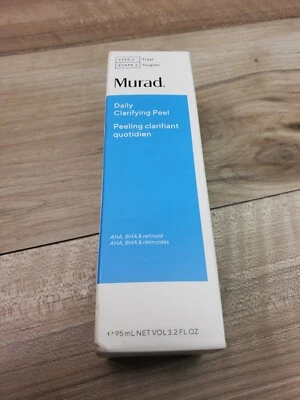 STEP 2 Treat
ÉTAPE 2 Soigner
Murad.
Daily
Clarifying Peel
Peeling clarifiant
quotidien
AHA, BHA & retinoid
AHA, BHA & rétinoïdes
℮ 95 mL NET VOL 3.2 FL OZ